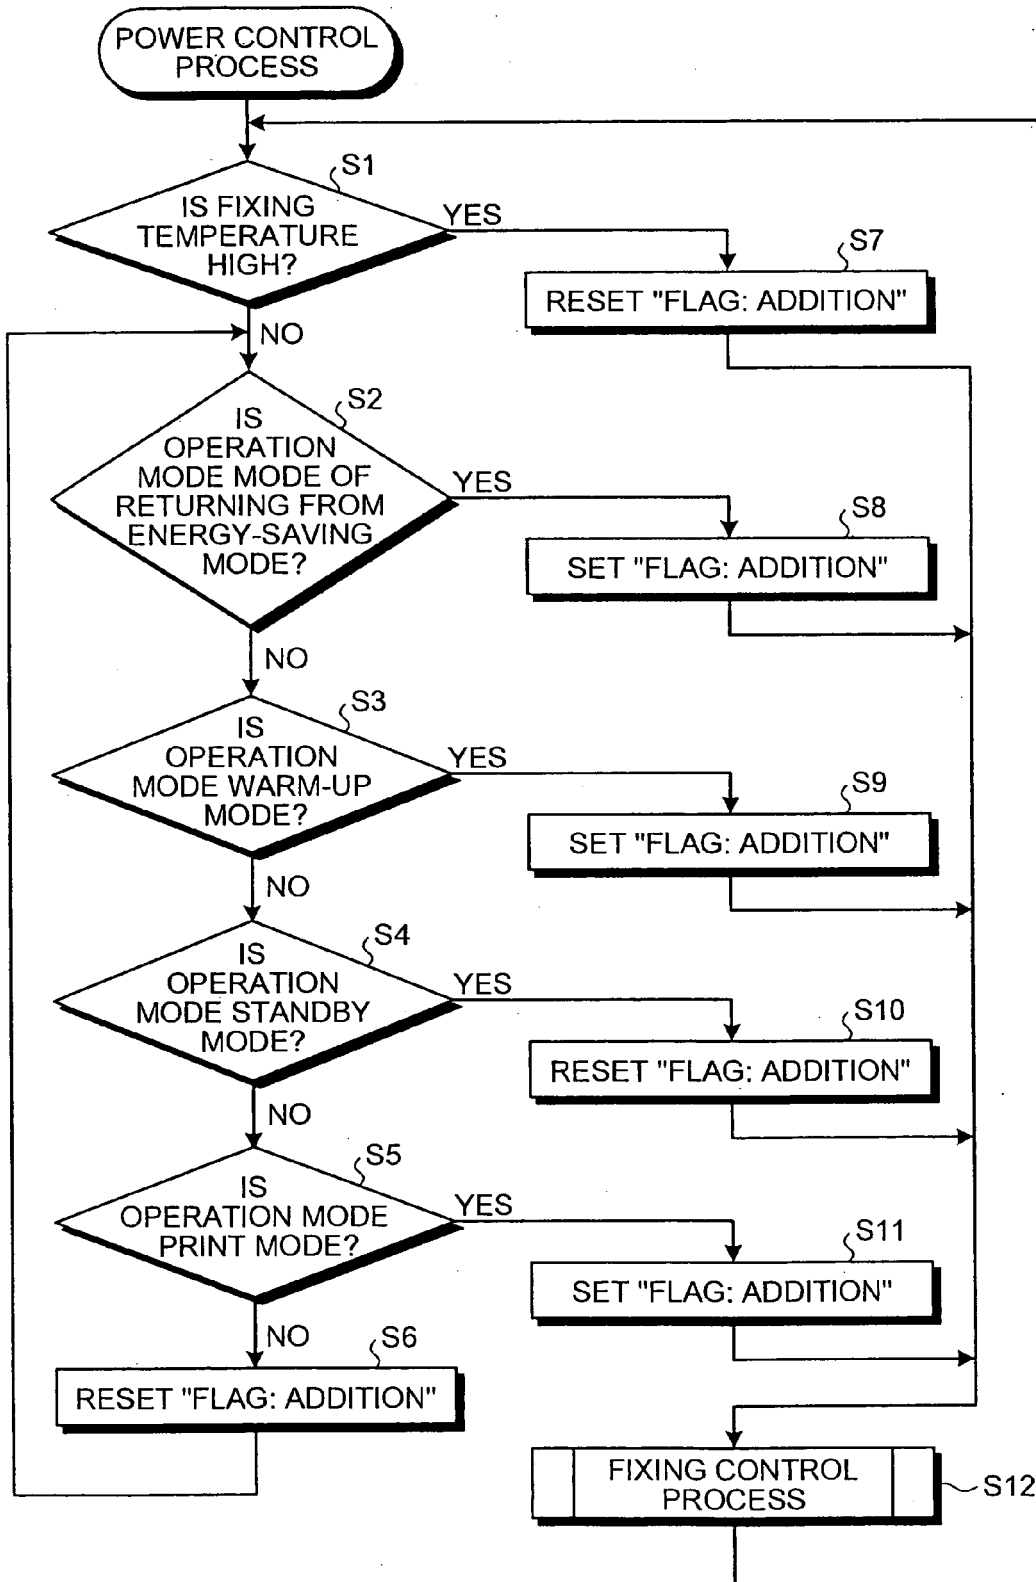 POWER CONTROL
PROCESS
S1
IS FIXING
TEMPERATURE
HIGH?
YES
S7
RESET "FLAG: ADDITION"
NO
S2
IS
OPERATION
MODE MODE OF
RETURNING FROM
ENERGY-SAVING
MODE?
YES
S8
SET "FLAG: ADDITION"
NO
S3
IS
OPERATION
MODE WARM-UP
MODE?
YES
S9
SET "FLAG: ADDITION"
NO
S4
IS
OPERATION
MODE STANDBY
MODE?
YES
S10
RESET "FLAG: ADDITION"
NO
S5
IS
OPERATION MODE
PRINT MODE?
YES
S11
SET "FLAG: ADDITION"
NO
S6
RESET "FLAG: ADDITION"
FIXING CONTROL
PROCESS
S12